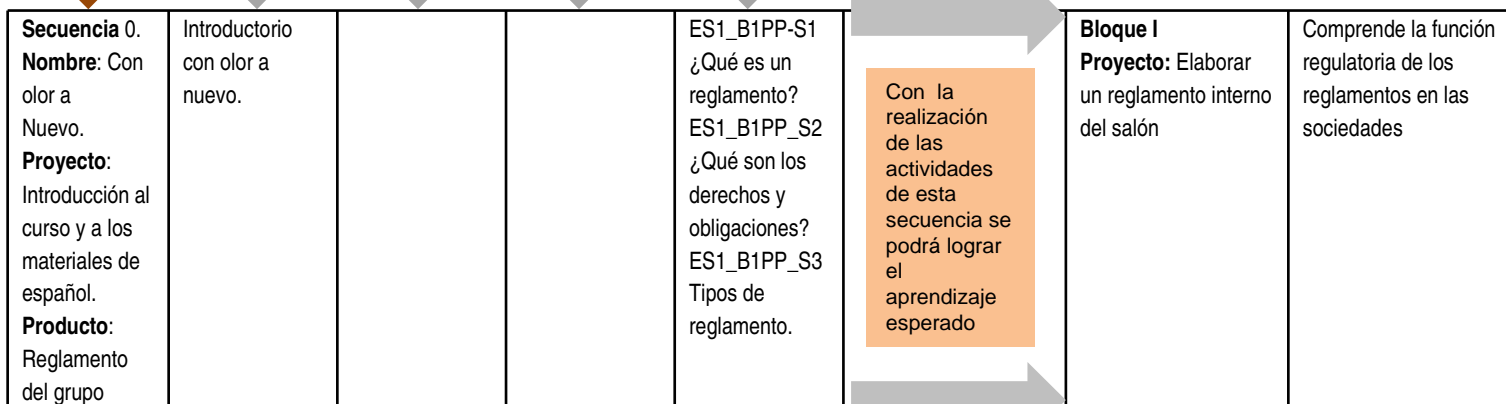 Secuencia 0.
Nombre: Con
olor a
Nuevo.
Proyecto:
Introducción al
curso y a los
materiales de
español.
Producto:
Reglamento
del grupo
Introductorio
con olor a
nuevo.
ES1_B1PP-S1
¿Qué es un
reglamento?
ES1_B1PP_S2
¿Qué son los
derechos y
obligaciones?
ES1_B1PP_S3
Tipos de
reglamento.
Con la
realización
de las
actividades
de esta
secuencia se
podrá lograr
el
aprendizaje
esperado
Bloque I
Proyecto: Elaborar
un reglamento interno
del salón
Comprende la función
regulatoria de los
reglamentos en las
sociedades